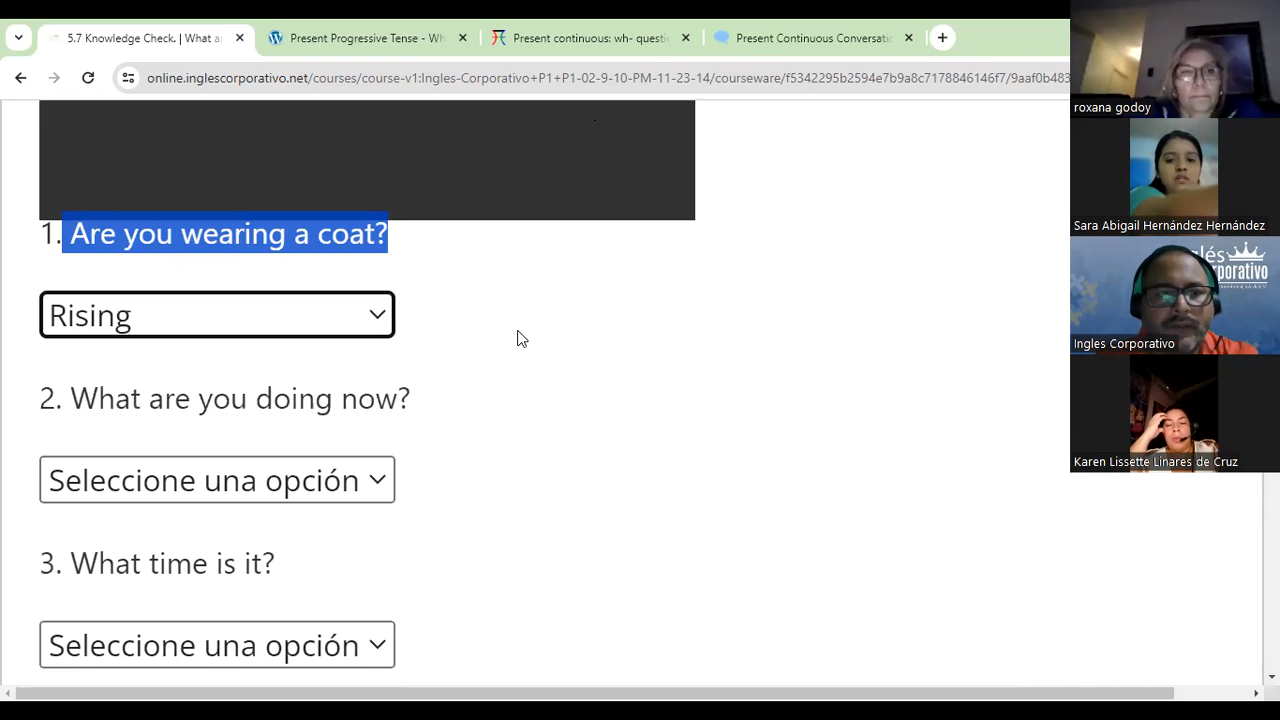 5.7 Knowledge Check. | What a
Present Progressive Tense - Wh
Present continuous: wh- questi
Present Continuous Conversatic
online.inglescorporativo.net/courses/course-v1:Ingles-Corporativo+P1+P1-02-9-10-PM-11-23-14/courseware/f5342295b2594e7b9a8c7178846146f7/9aaf0b483
1. Are you wearing a coat?
Rising
2. What are you doing now?
Seleccione una opción
3. What time is it?
Seleccione una opción
roxana godoy
Sara Abigail Hernández Hernández
glés
rporativo
Ingles Corporativo
Karen Lissette Linares de Cruz